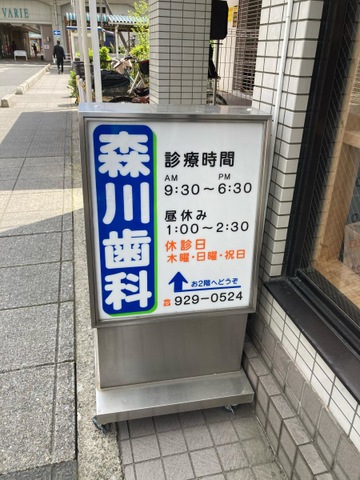 VARIE
森川歯科
診療時間
AM PM
9:30～6:30
昼休み
1:00～2:30
休診日
木曜・日曜・祝日
お2階へどうぞ
☎929-0524